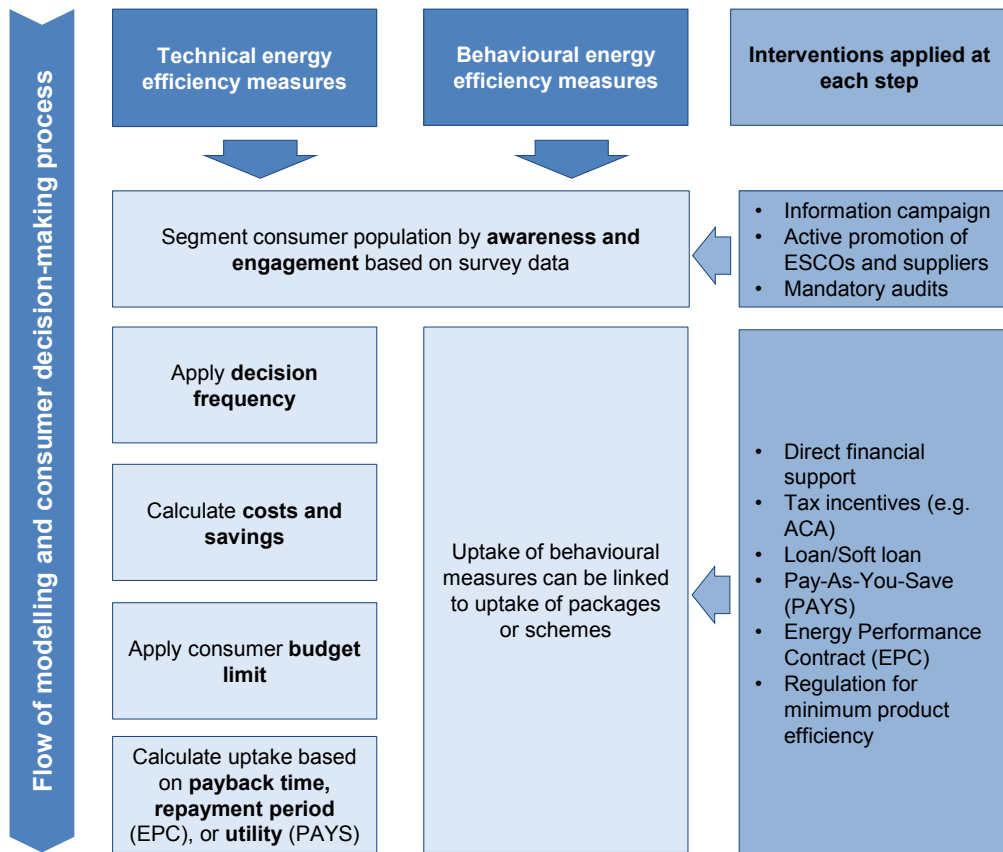 Flow of modelling and consumer decision-making process
Technical energy
efficiency measures
Behavioural energy
efficiency measures
Interventions applied at
each step
Segment consumer population by awareness and
engagement based on survey data
• Information campaign
• Active promotion of
ESCOs and suppliers
• Mandatory audits
Apply decision
frequency
Calculate costs and
savings
Apply consumer budget
limit
Calculate uptake based
on payback time,
repayment period
(EPC), or utility (PAYS)
Uptake of behavioural
measures can be linked
to uptake of packages
or schemes
• Direct financial
support
• Tax incentives (e.g.
ACA)
• Loan/Soft loan
• Pay-As-You-Save
(PAYS)
• Energy Performance
Contract (EPC)
• Regulation for
minimum product
efficiency